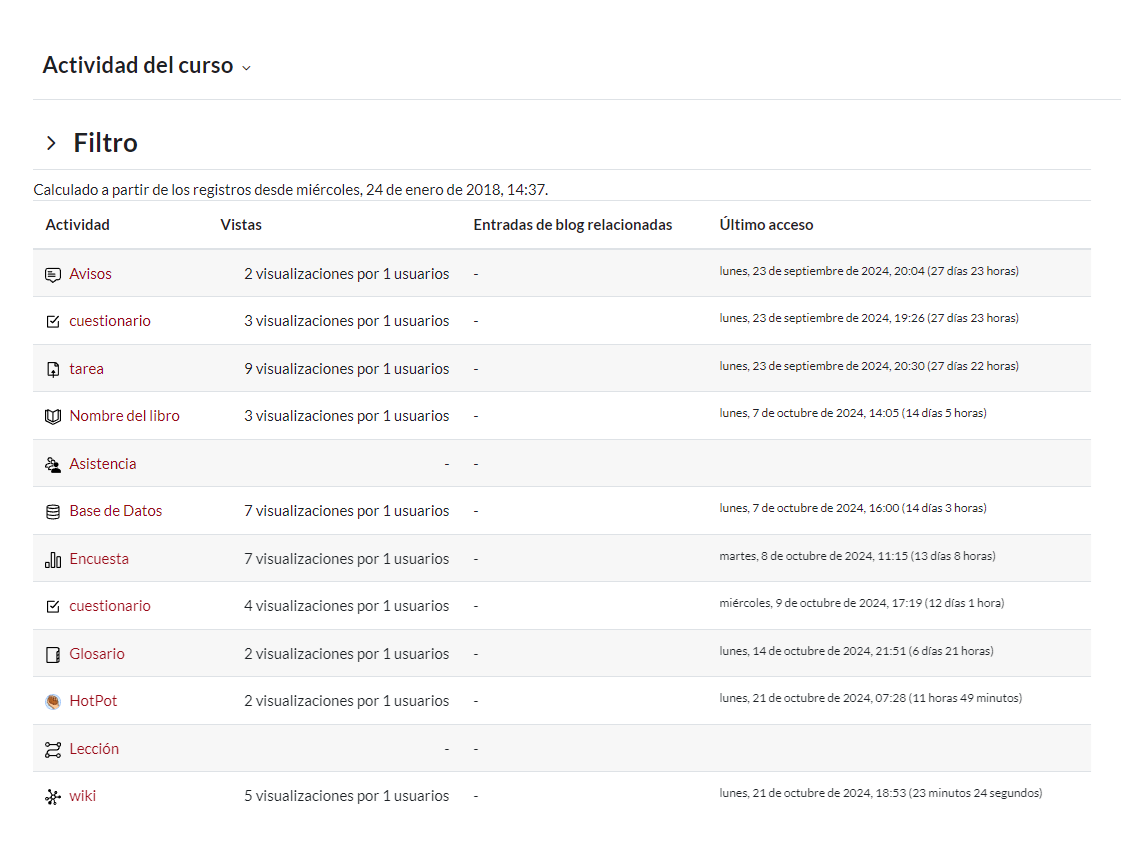 Actividad del curso
Filtro
Calculado a partir de los registros desde miércoles, 24 de enero de 2018, 14:37.
Actividad Vistas Entradas de blog relacionadas Último acceso
Avisos 2 visualizaciones por 1 usuarios - lunes, 23 de septiembre de 2024, 20:04 (27 días 23 horas)
cuestionario 3 visualizaciones por 1 usuarios - lunes, 23 de septiembre de 2024, 19:26 (27 días 23 horas)
tarea 9 visualizaciones por 1 usuarios - lunes, 23 de septiembre de 2024, 20:30 (27 días 22 horas)
Nombre del libro 3 visualizaciones por 1 usuarios - lunes, 7 de octubre de 2024, 14:05 (14 días 5 horas)
Asistencia - -
Base de Datos 7 visualizaciones por 1 usuarios - lunes, 7 de octubre de 2024, 16:00 (14 días 3 horas)
Encuesta 7 visualizaciones por 1 usuarios - martes, 8 de octubre de 2024, 11:15 (13 días 8 horas)
cuestionario 4 visualizaciones por 1 usuarios - miércoles, 9 de octubre de 2024, 17:19 (12 días 1 hora)
Glosario 2 visualizaciones por 1 usuarios - lunes, 14 de octubre de 2024, 21:51 (6 días 21 horas)
HotPot 2 visualizaciones por 1 usuarios - lunes, 21 de octubre de 2024, 07:28 (11 horas 49 minutos)
Lección - -
wiki 5 visualizaciones por 1 usuarios - lunes, 21 de octubre de 2024, 18:53 (23 minutos 24 segundos)